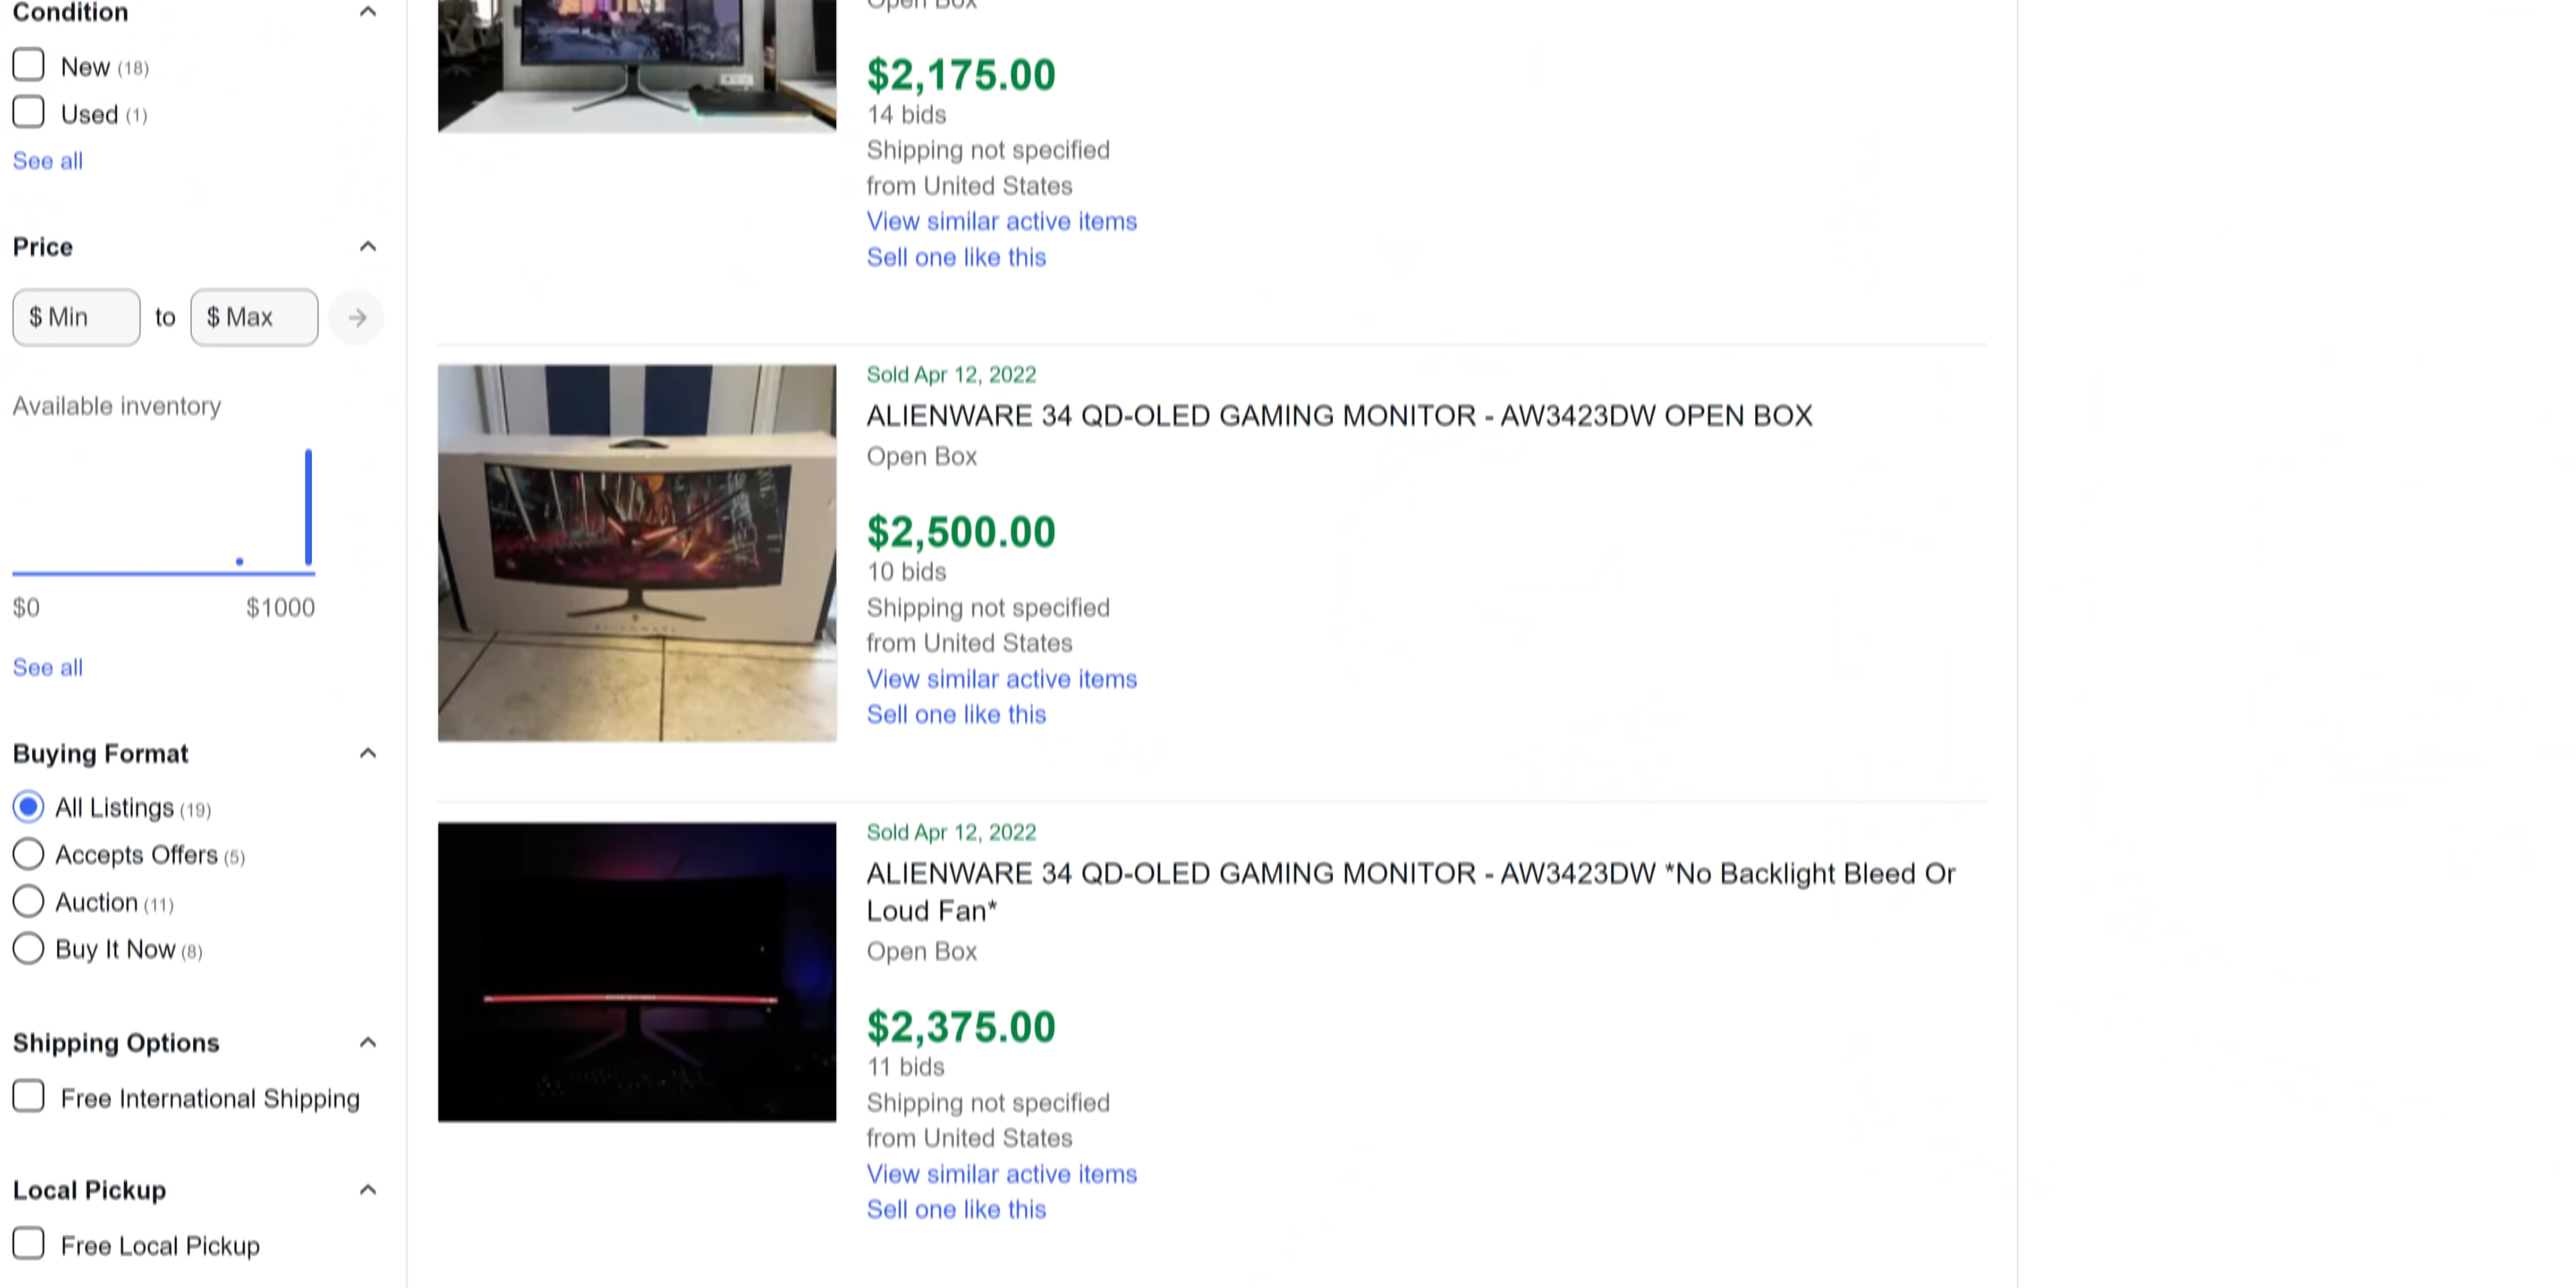 Condition
New (18)
Used (1)
See all
Price
$ Min to $ Max
Available inventory
$0 $1000
See all
Buying Format
All Listings (19)
Accepts Offers (5)
Auction (11)
Buy It Now (8)
Shipping Options
Free International Shipping
Local Pickup
Free Local Pickup
Open Box
$2,175.00
14 bids
Shipping not specified
from United States
View similar active items
Sell one like this
Sold Apr 12, 2022
ALIENWARE 34 QD-OLED GAMING MONITOR - AW3423DW OPEN BOX
Open Box
$2,500.00
10 bids
Shipping not specified
from United States
View similar active items
Sell one like this
Sold Apr 12, 2022
ALIENWARE 34 QD-OLED GAMING MONITOR - AW3423DW *No Backlight Bleed Or
Loud Fan*
Open Box
$2,375.00
11 bids
Shipping not specified
from United States
View similar active items
Sell one like this